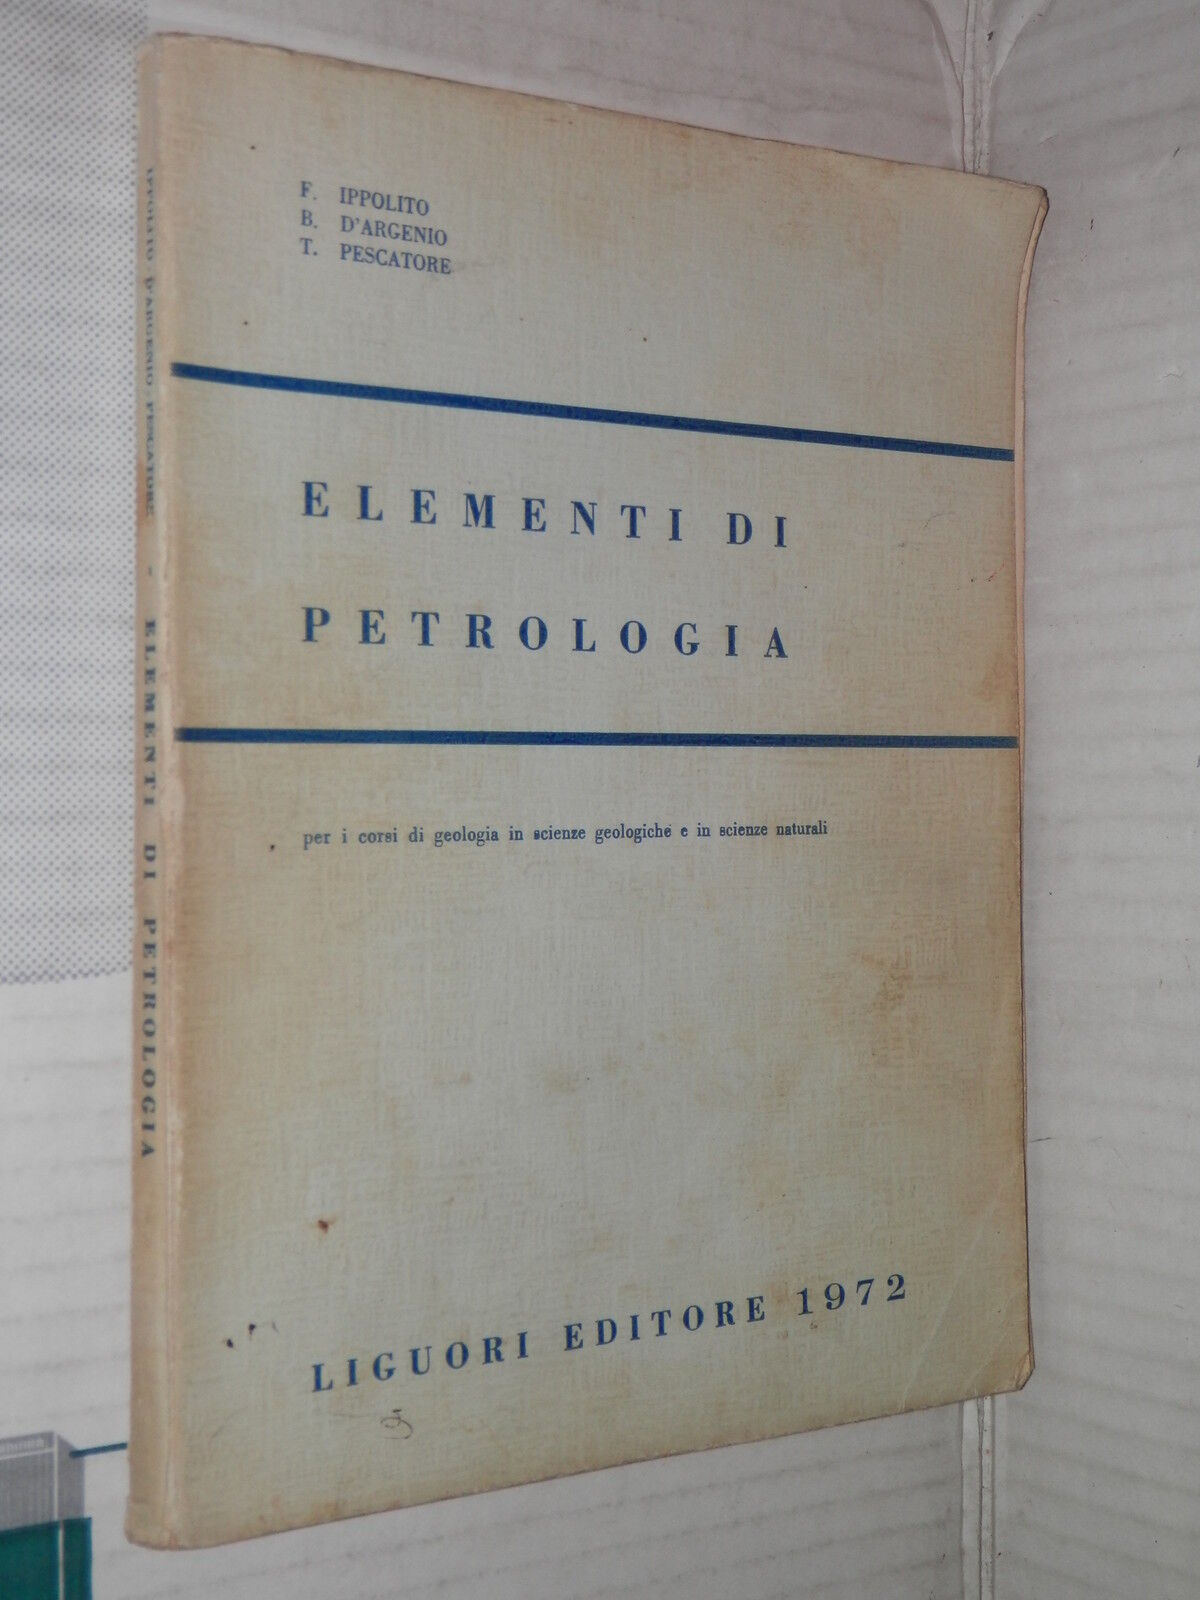 F. IPPOLITO
B. D'ARGENIO
T. PESCATORE
ELEMENTI DI
PETROLOGIA
per i corsi di geologia in scienze geologiche e in scienze naturali
LIGUORI EDITORE 1972
IPPOLITO D'ARGENIO PESCATORE - ELEMENTI DI PETROLOGIA